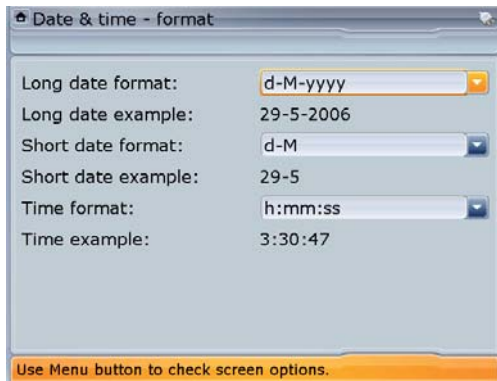 Date & time - format
Long date format: d-M-yyyy
Long date example: 29-5-2006
Short date format: d-M
Short date example: 29-5
Time format: h:mm:ss
Time example: 3:30:47
Use Menu button to check screen options.